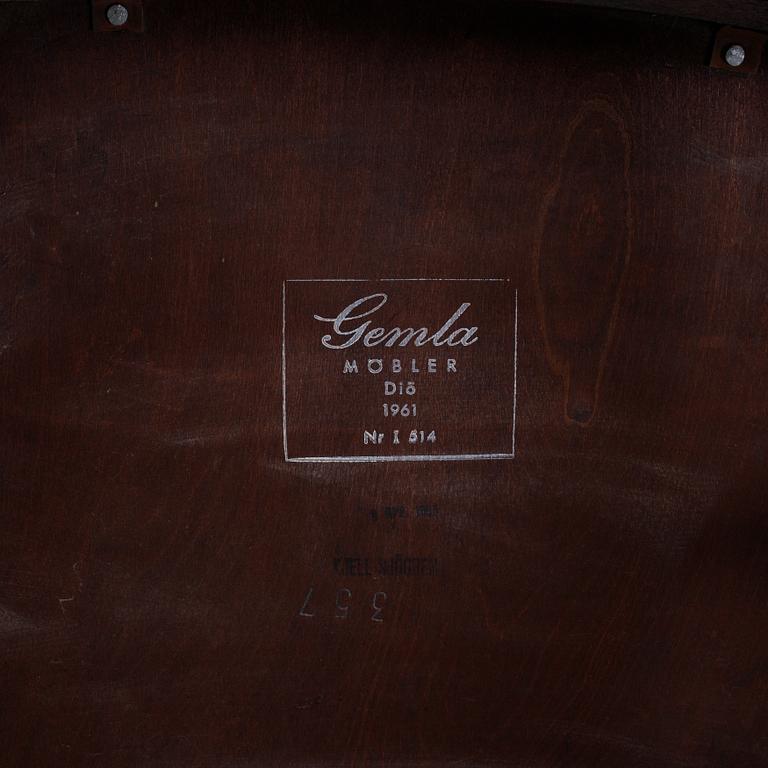 Gemla
MÖBLER
Diö
1961
Nr I 514
357